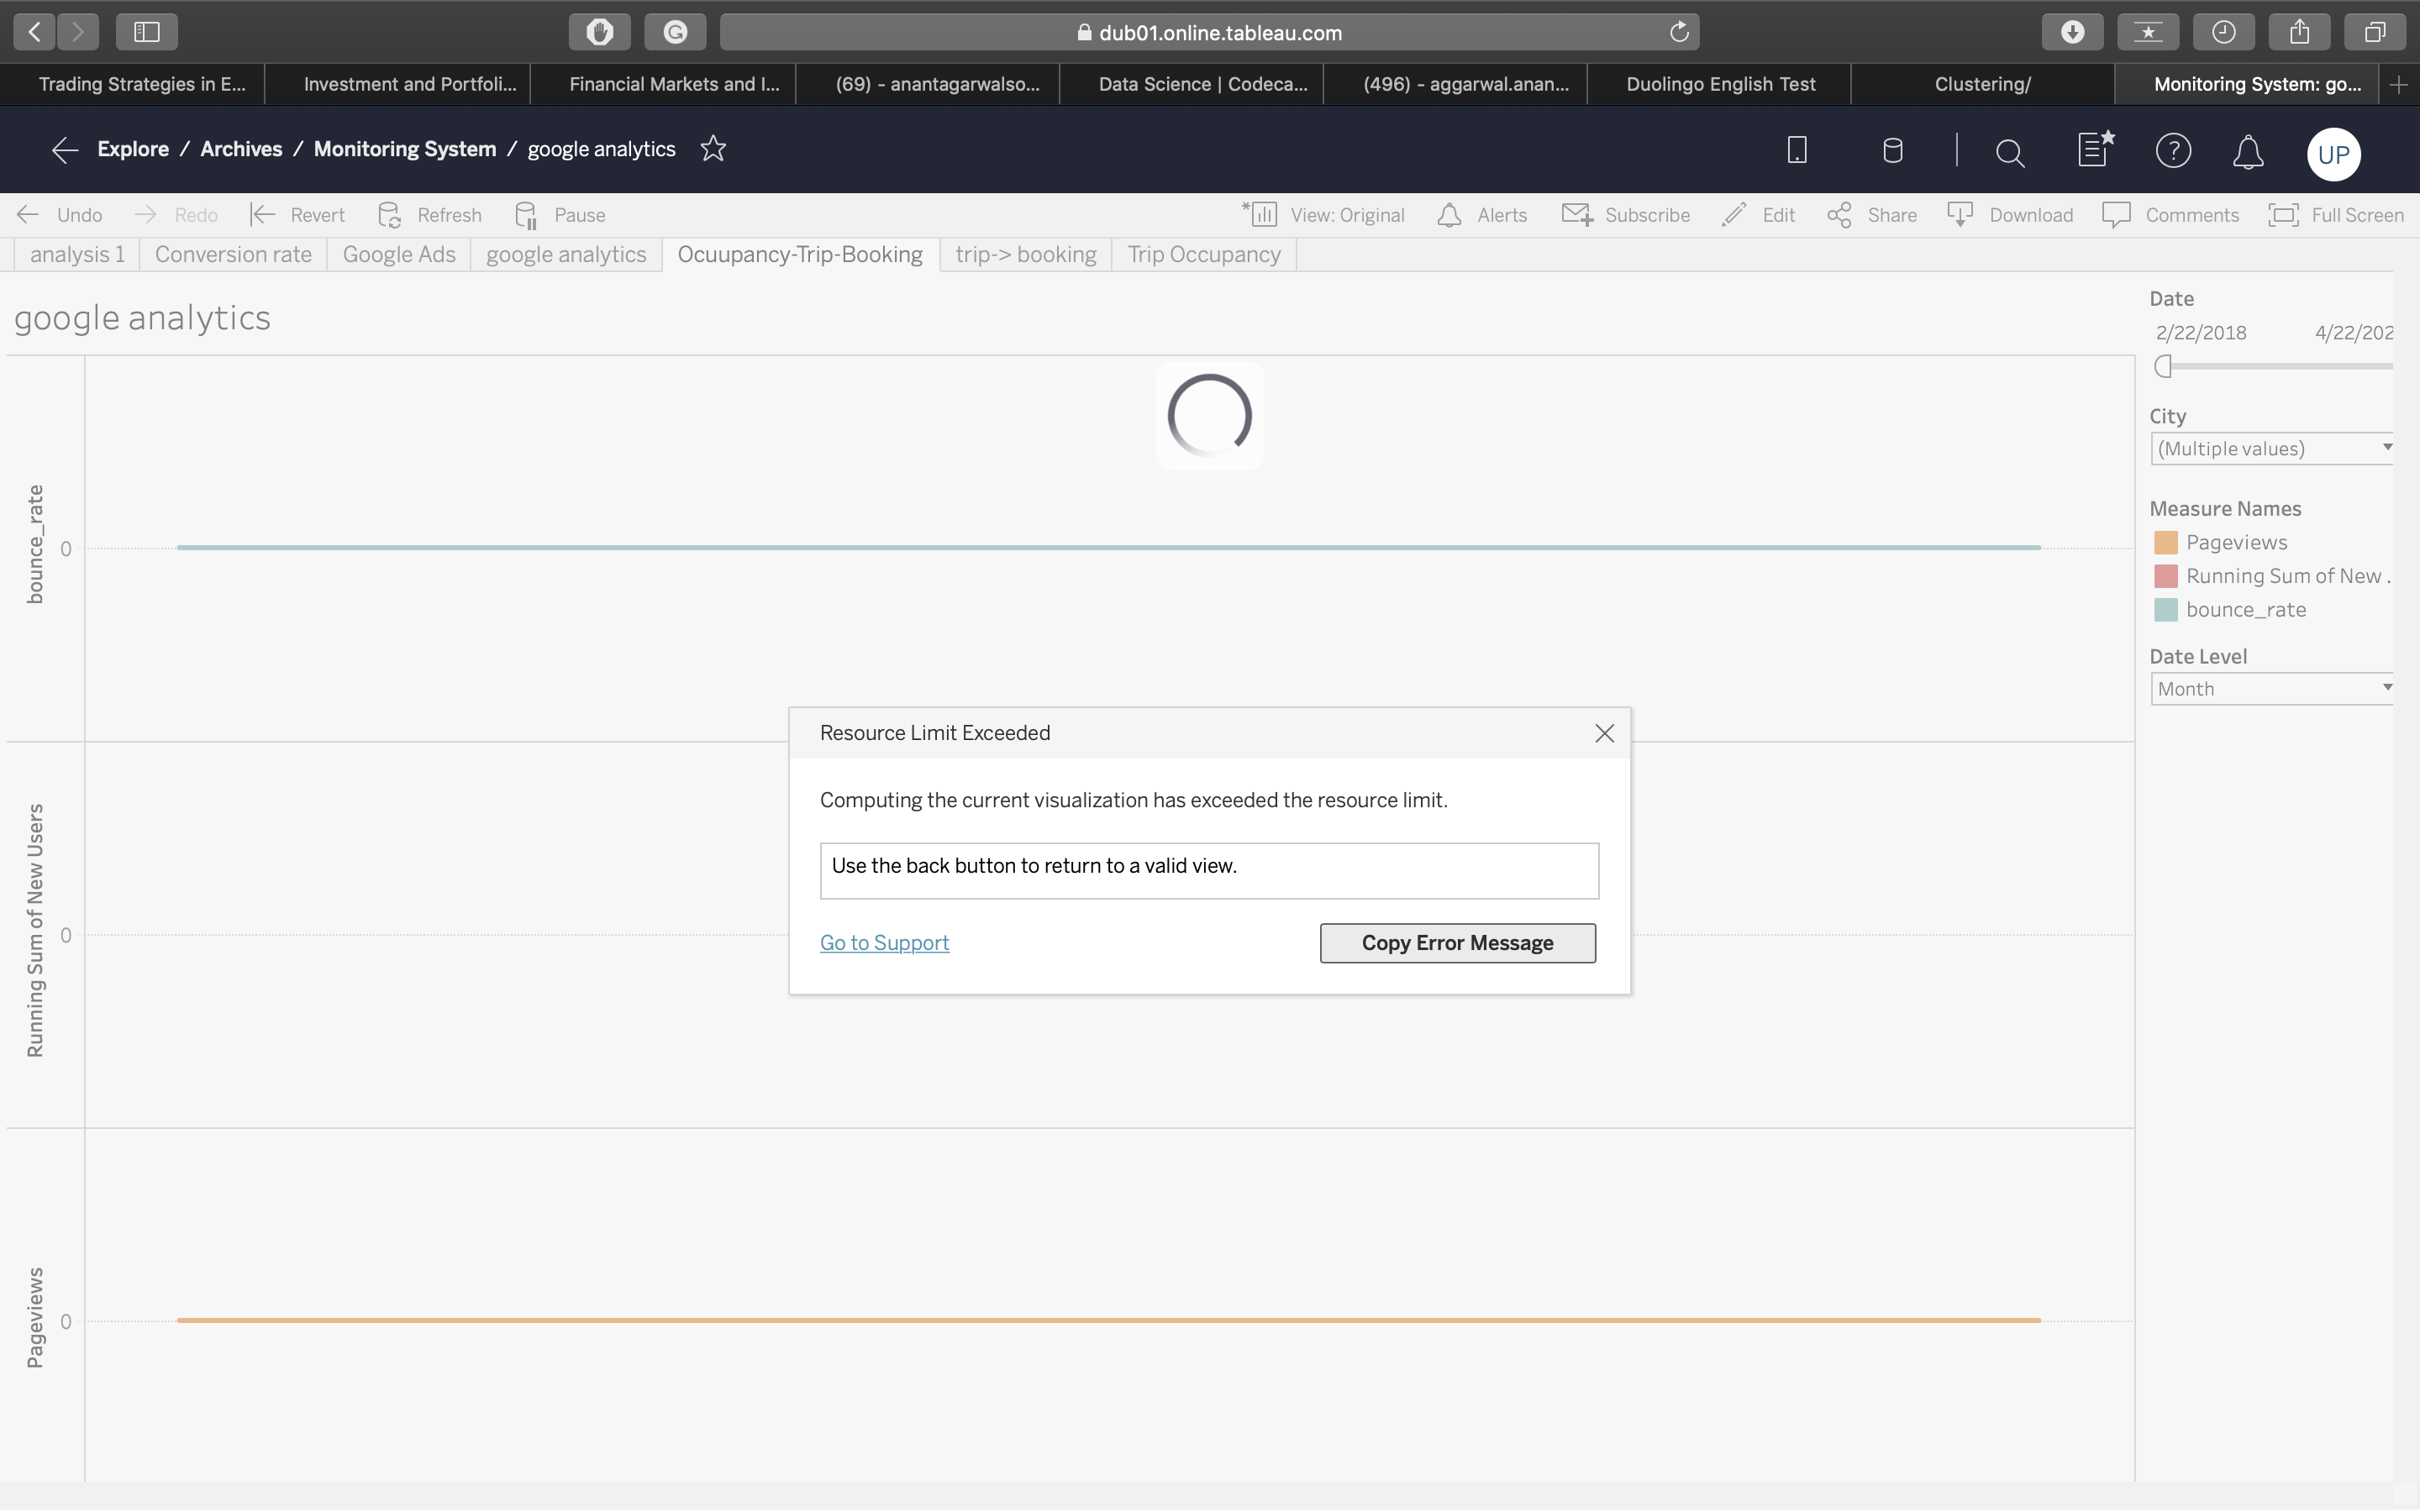 dub01.online.tableau.com
Trading Strategies in E...
Investment and Portfoli...
Financial Markets and I...
(69) - anantagarwalso...
Data Science | Codeca...
(496) - aggarwal.anan...
Duolingo English Test
Clustering/
Monitoring System: go...
Explore / Archives / Monitoring System / google analytics
UP
Undo
Redo
Revert
Refresh
Pause
View: Original
Alerts
Subscribe
Edit
Share
Download
Comments
Full Screen
analysis 1
Conversion rate
Google Ads
google analytics
Ocuupancy-Trip-Booking
trip-> booking
Trip Occupancy
google analytics
Date
2/22/2018
4/22/202
City
(Multiple values)
Measure Names
Pageviews
Running Sum of New .
bounce_rate
Date Level
Month
bounce_rate
0
Resource Limit Exceeded
Computing the current visualization has exceeded the resource limit.
Use the back button to return to a valid view.
Go to Support
Copy Error Message
Running Sum of New Users
0
Pageviews
0